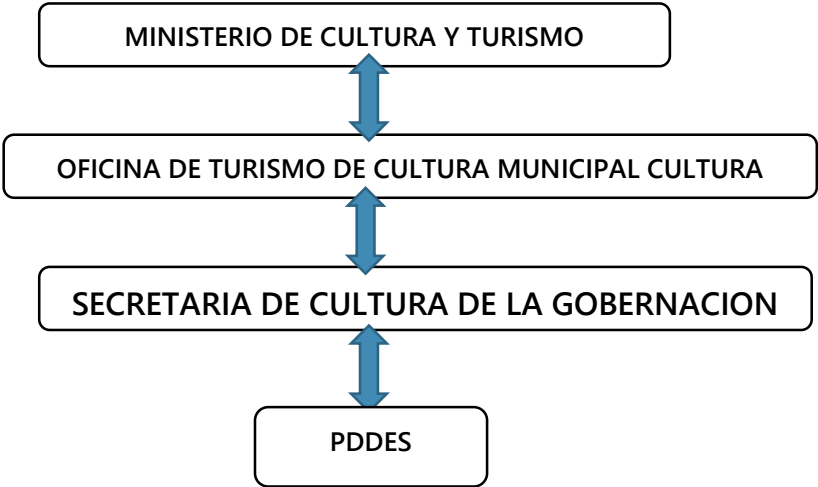 MINISTERIO DE CULTURA Y TURISMO
OFICINA DE TURISMO DE CULTURA MUNICIPAL CULTURA
SECRETARIA DE CULTURA DE LA GOBERNACION
PDDES